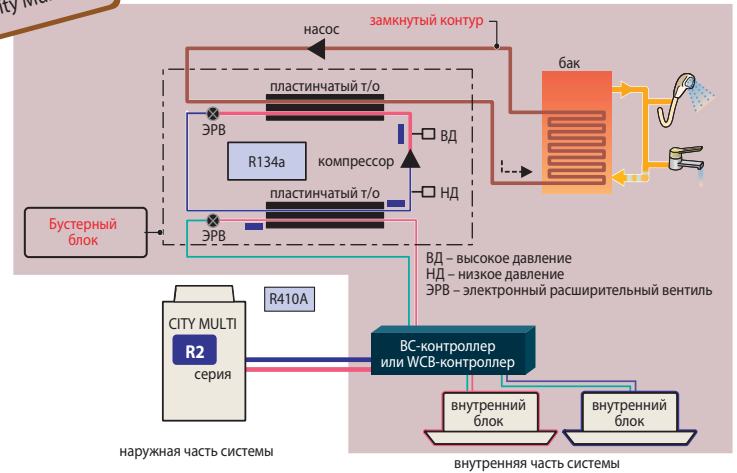 насос
замкнутый контур
бак
пластинчатый т/о
ЭРВ
ВД
R134a
компрессор
пластинчатый т/о
НД
Бустерный
блок
ЭРВ
ВД – высокое давление
НД – низкое давление
ЭРВ – электронный расширительный вентиль
R410A
CITY MULTI
R2
серия
BC-контроллер
или WCB-контроллер
внутренний
блок
внутренний
блок
наружная часть системы
внутренняя часть системы